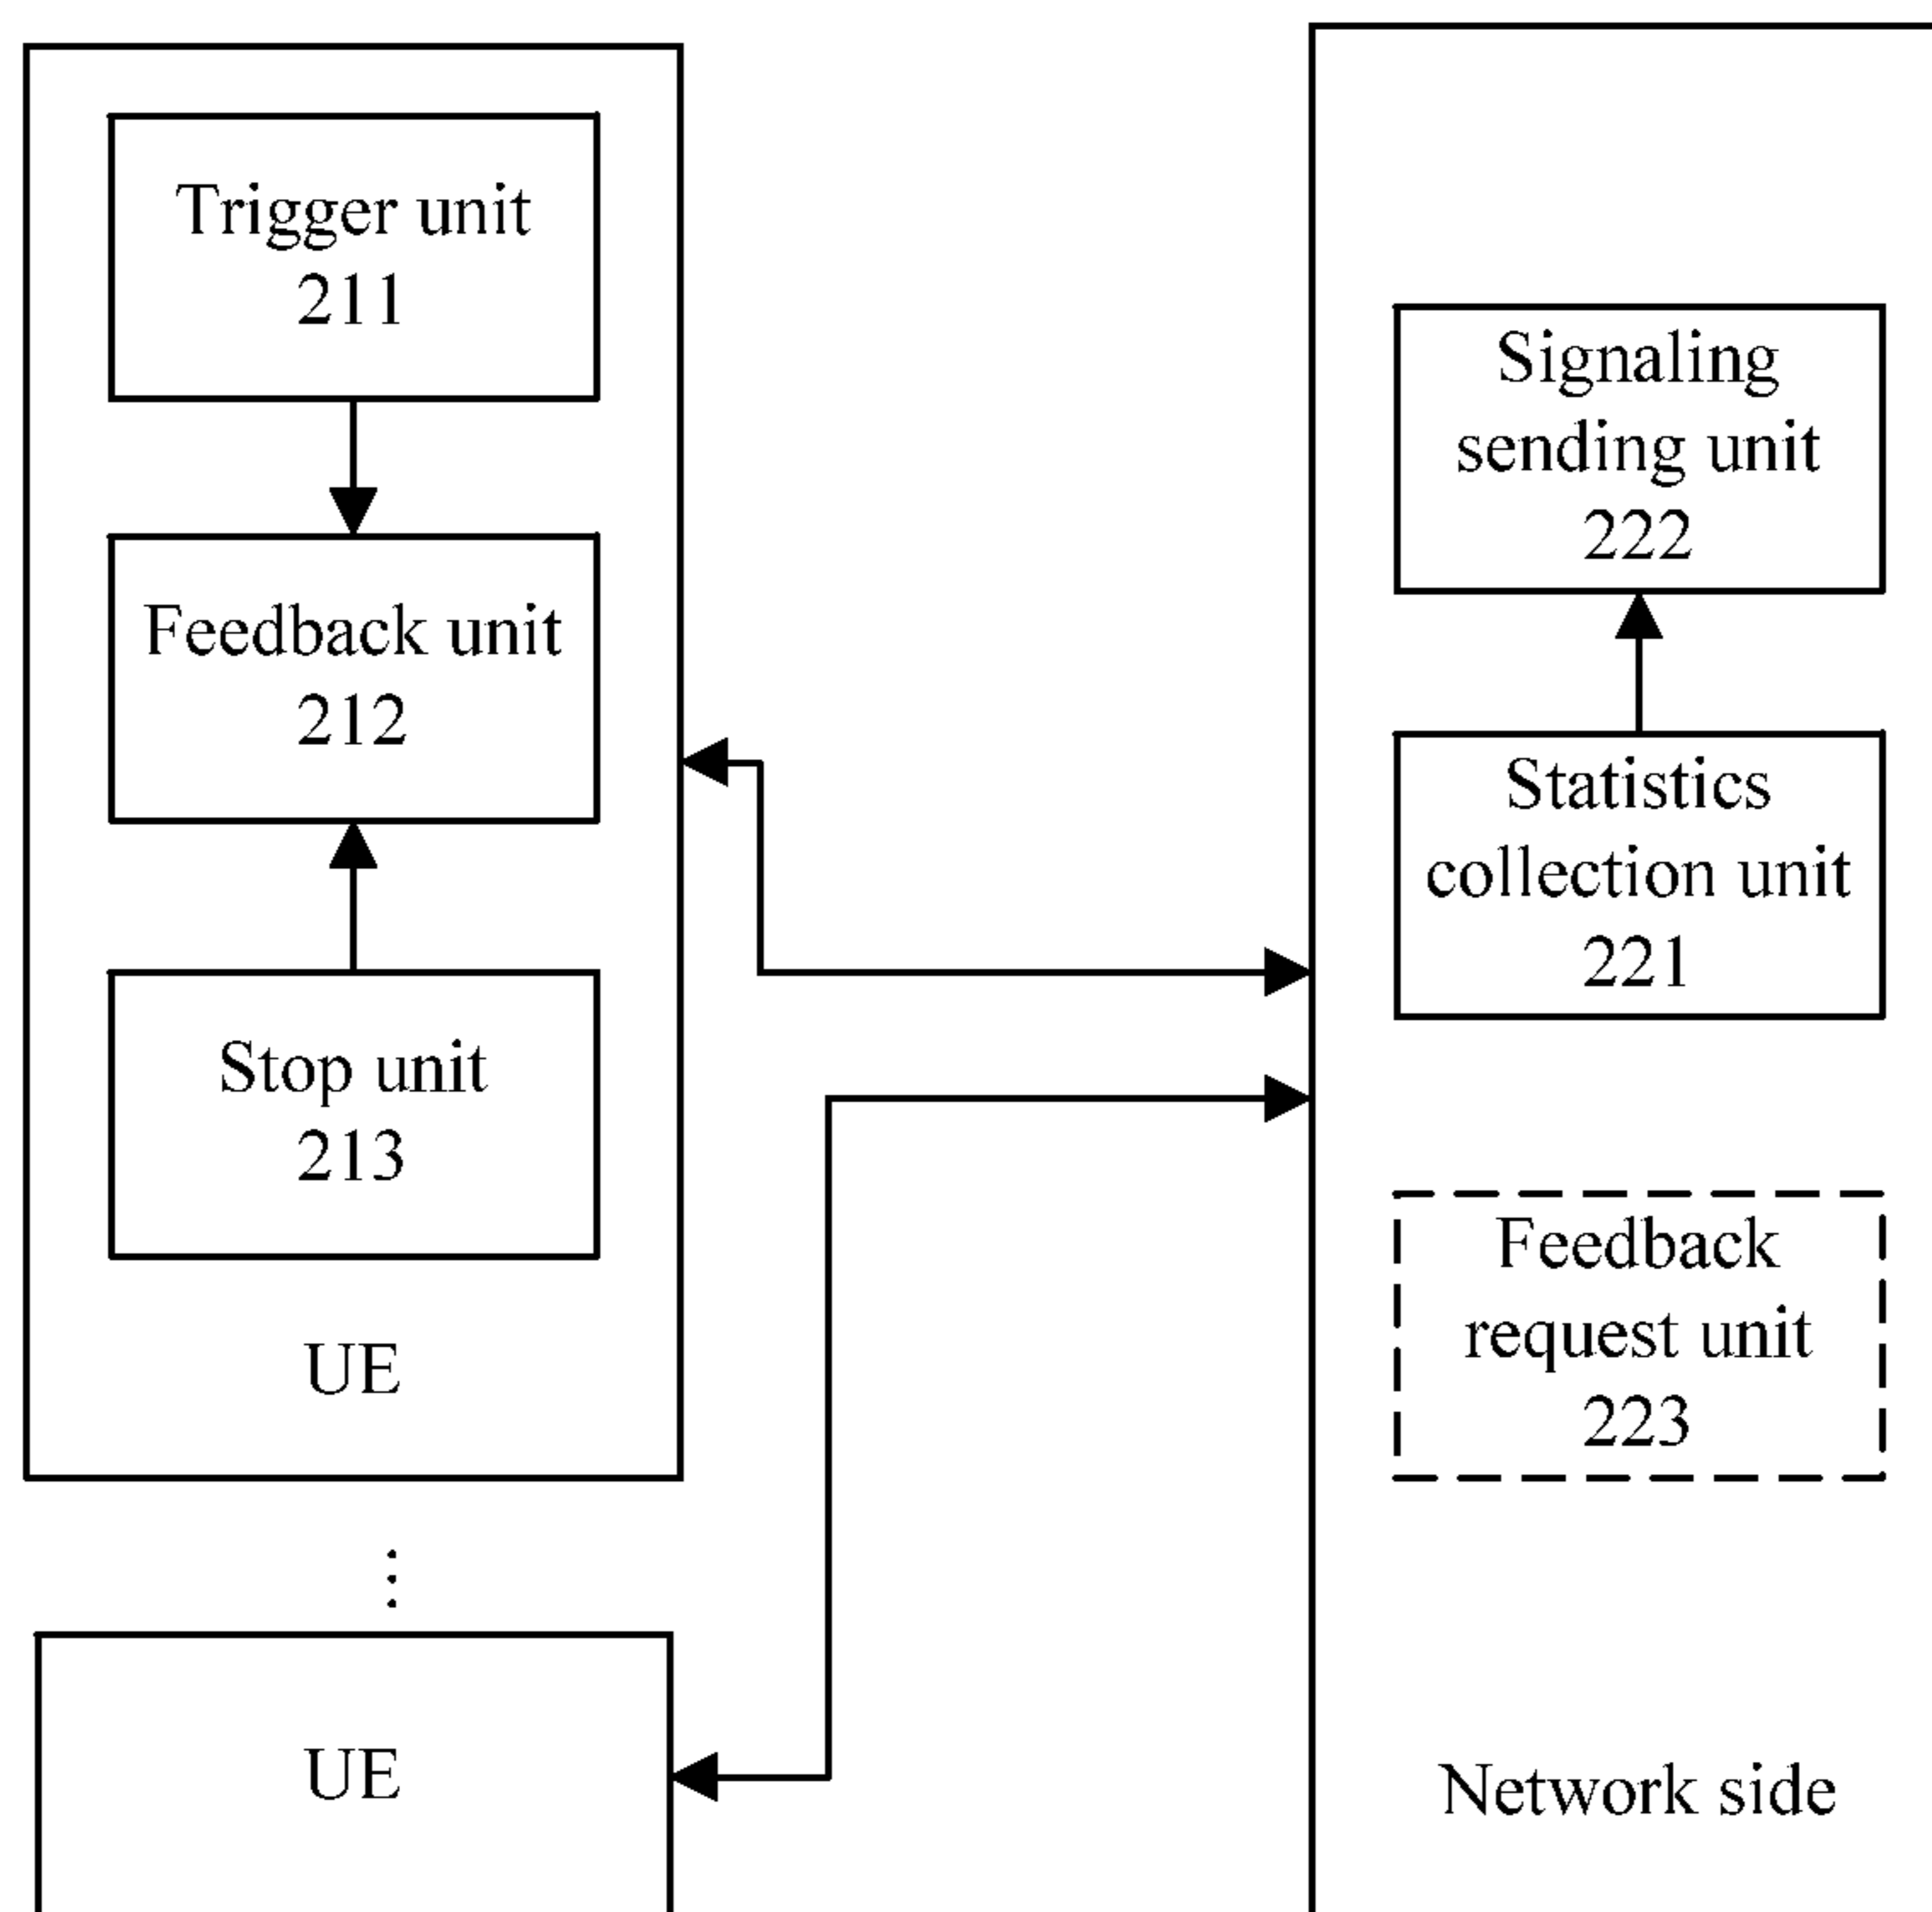 Trigger unit
211
Feedback unit
212
Stop unit
213
UE
UE
Signaling
sending unit
222
Statistics
collection unit
221
Feedback
request unit
223
Network side